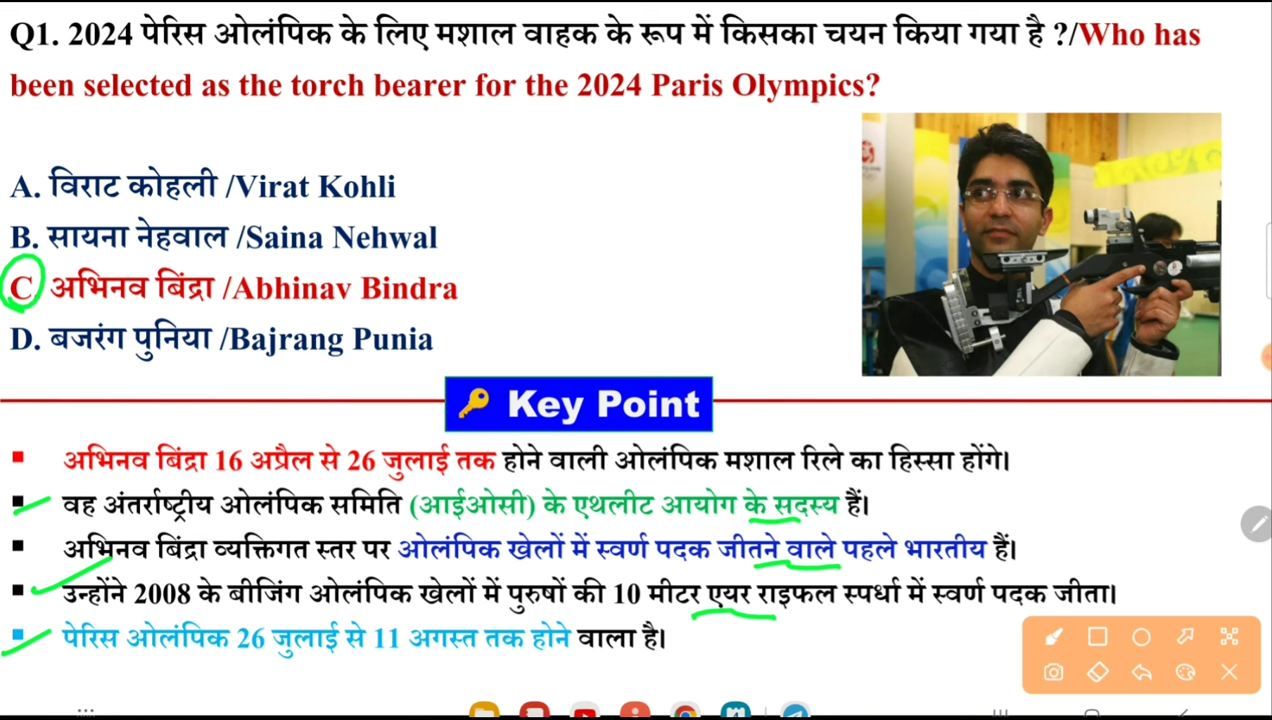 Q1. 2024 पेरिस ओलंपिक के लिए मशाल वाहक के रूप में किसका चयन किया गया है ?/Who has
been selected as the torch bearer for the 2024 Paris Olympics?
A. विराट कोहली /Virat Kohli
B. सायना नेहवाल /Saina Nehwal
C अभिनव बिंद्रा /Abhinav Bindra
D. बजरंग पुनिया /Bajrang Punia
Key Point
अभिनव बिंद्रा 16 अप्रैल से 26 जुलाई तक होने वाली ओलंपिक मशाल रिले का हिस्सा होंगे।
वह अंतर्राष्ट्रीय ओलंपिक समिति (आईओसी) के एथलीट आयोग के सदस्य हैं।
अभिनव बिंद्रा व्यक्तिगत स्तर पर ओलंपिक खेलों में स्वर्ण पदक जीतने वाले पहले भारतीय हैं।
उन्होंने 2008 के बीजिंग ओलंपिक खेलों में पुरुषों की 10 मीटर एयर राइफल स्पर्धा में स्वर्ण पदक जीता।
पेरिस ओलंपिक 26 जुलाई से 11 अगस्त तक होने वाला है।